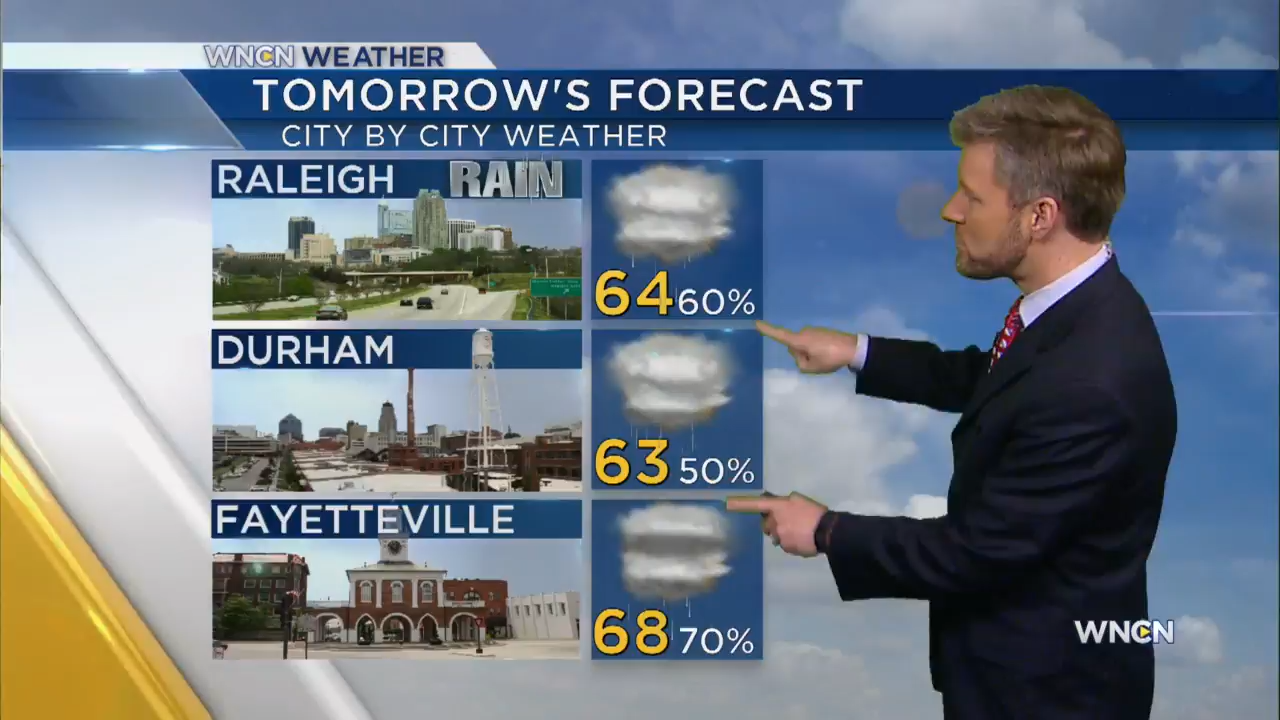 WNCN WEATHER
TOMORROW'S FORECAST
CITY BY CITY WEATHER
RALEIGH RAIN
64 60%
DURHAM
63 50%
FAYETTEVILLE
68 70%
WNCN